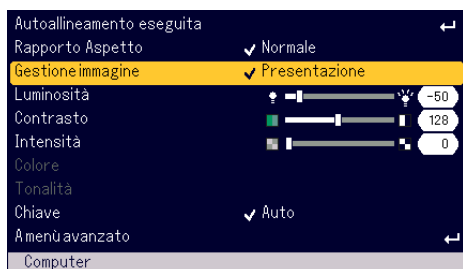 Autoallineamento eseguita
Rapporto Aspetto Normale
Gestione immagine Presentazione
Luminosità -50
Contrasto 128
Intensità 0
Colore
Tonalità
Chiave Auto
A menù avanzato
Computer